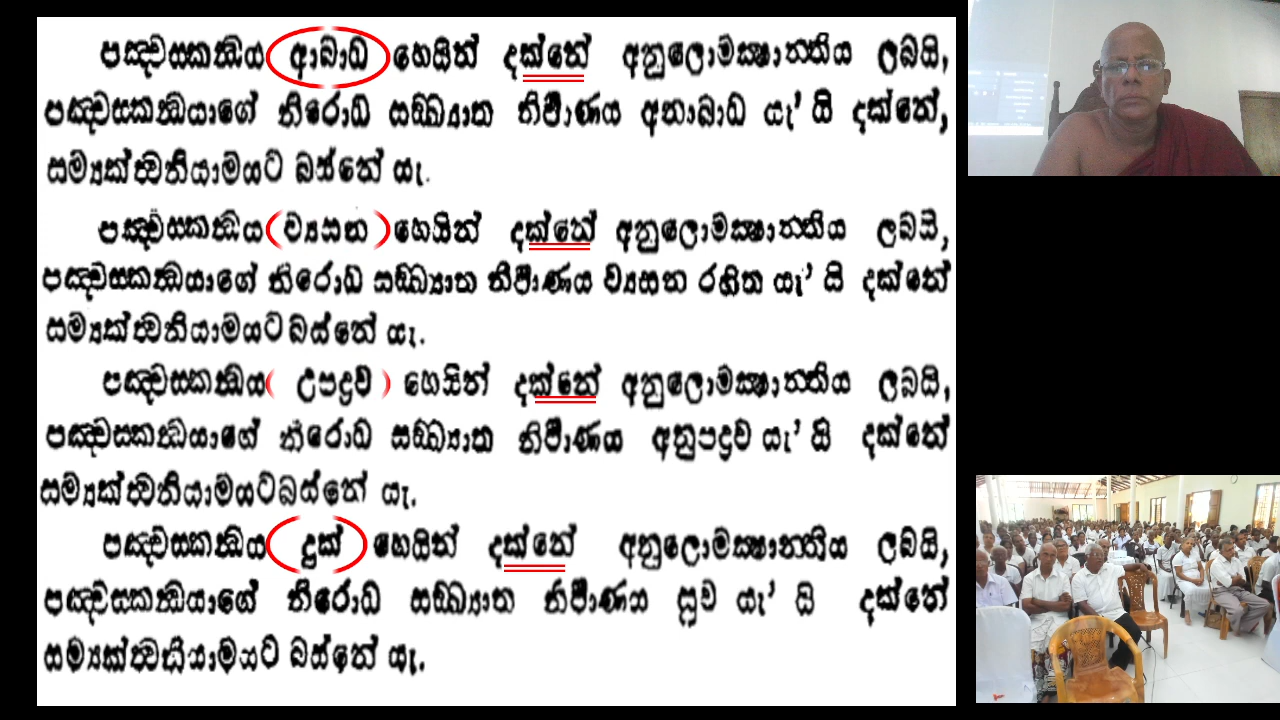 පඤ්චස්කන්ධය ආබාධ හෙයින් දක්නේ අනුලොමක්ෂාන්තිය ලබයි,
පඤ්චස්කන්ධයාගේ නිරොධ සඞ්ඛ්‍යාත නිර්‍වාණය අනාබාධ යැ’ යි දක්නේ,
සම්‍යක්ත්‍වනියාමයට බස්නේ යැ.
පඤ්චස්කන්ධය (ව්‍යසන) හෙයින් දක්නේ අනුලොමක්ෂාන්තිය ලබයි,
පඤ්චස්කන්ධයාගේ නිරොධ සඞ්ඛ්‍යාත නිර්‍වාණය ව්‍යසන රහිත යැ’ යි දක්නේ
සම්‍යක්ත්‍වනියාමයට බස්නේ යැ.
පඤ්චස්කන්ධය ( උපද්‍රව ) හෙයින් දක්නේ අනුලොමක්ෂාන්තිය ලබයි,
පඤ්චස්කන්ධයාගේ නිරොධ සඞ්ඛ්‍යාත නිර්‍වාණය අනුපද්‍රව යැ’ යි දක්නේ
සම්‍යක්ත්‍වනියාමයට බස්නේ යැ.
පඤ්චස්කන්ධය දුක් හෙයින් දක්නේ අනුලොමක්ෂාන්තිය ලබයි,
පඤ්චස්කන්ධයාගේ නිරොධ සඞ්ඛ්‍යාත නිර්‍වාණය සුව යැ’ යි දක්නේ
සම්‍යක්ත්‍වනියාමයට බස්නේ යැ.